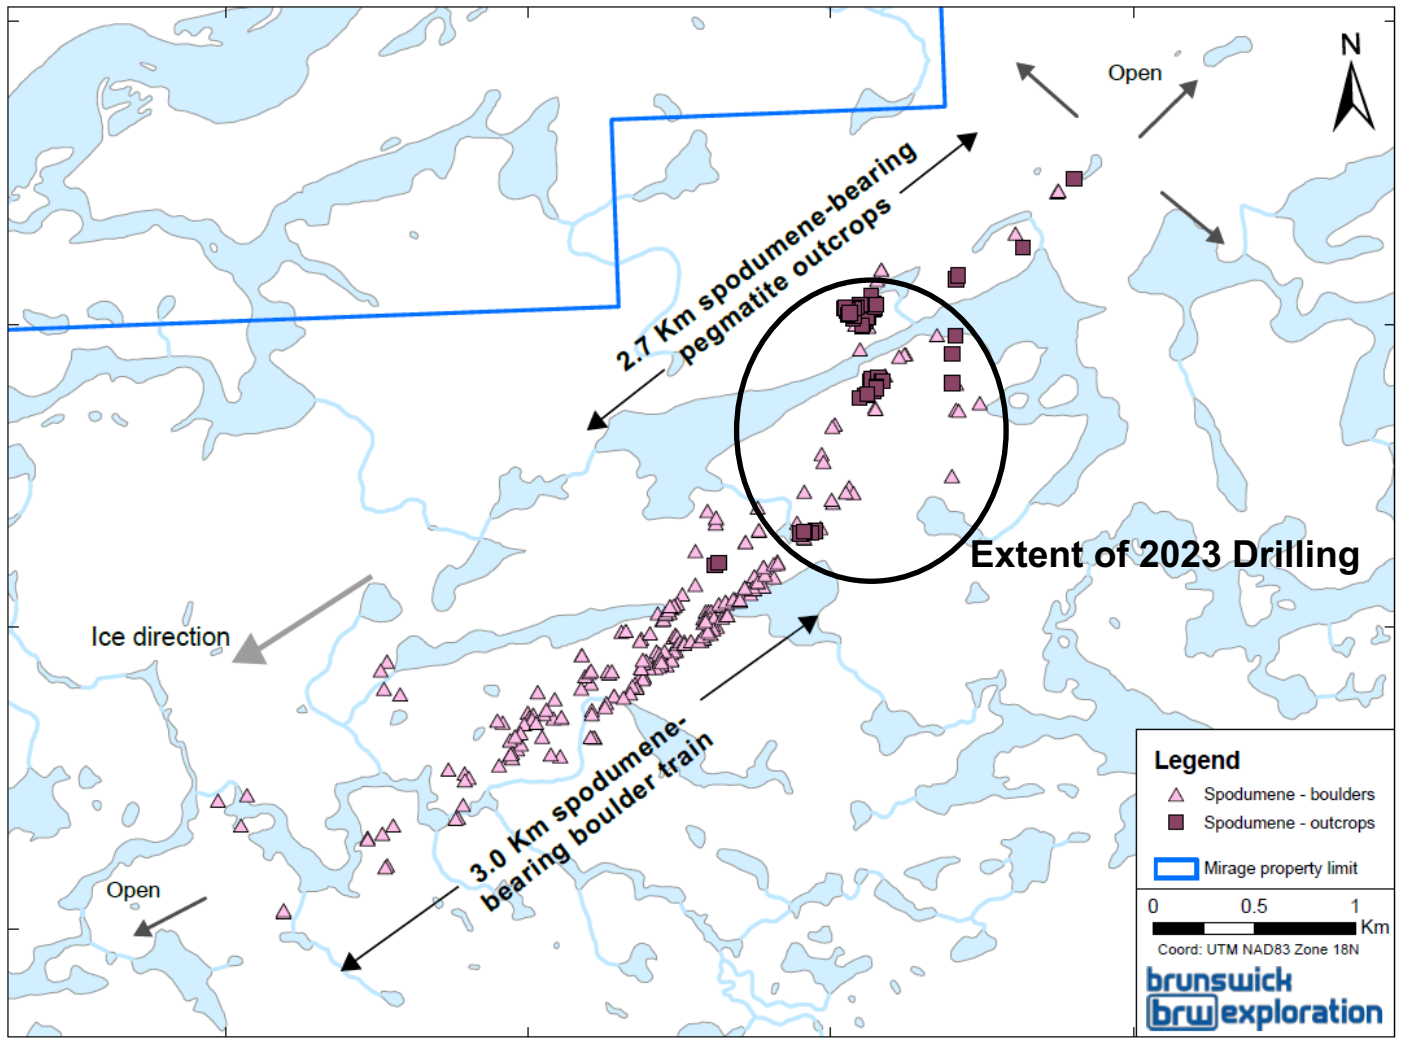 N
Open
2.7 Km spodumene-bearing
pegmatite outcrops
Extent of 2023 Drilling
Ice direction
3.0 Km spodumene-
bearing boulder train
Open
Legend
Spodumene - boulders
Spodumene - outcrops
Mirage property limit
0 0.5 1
Km
Coord: UTM NAD83 Zone 18N
brunswick
brw exploration